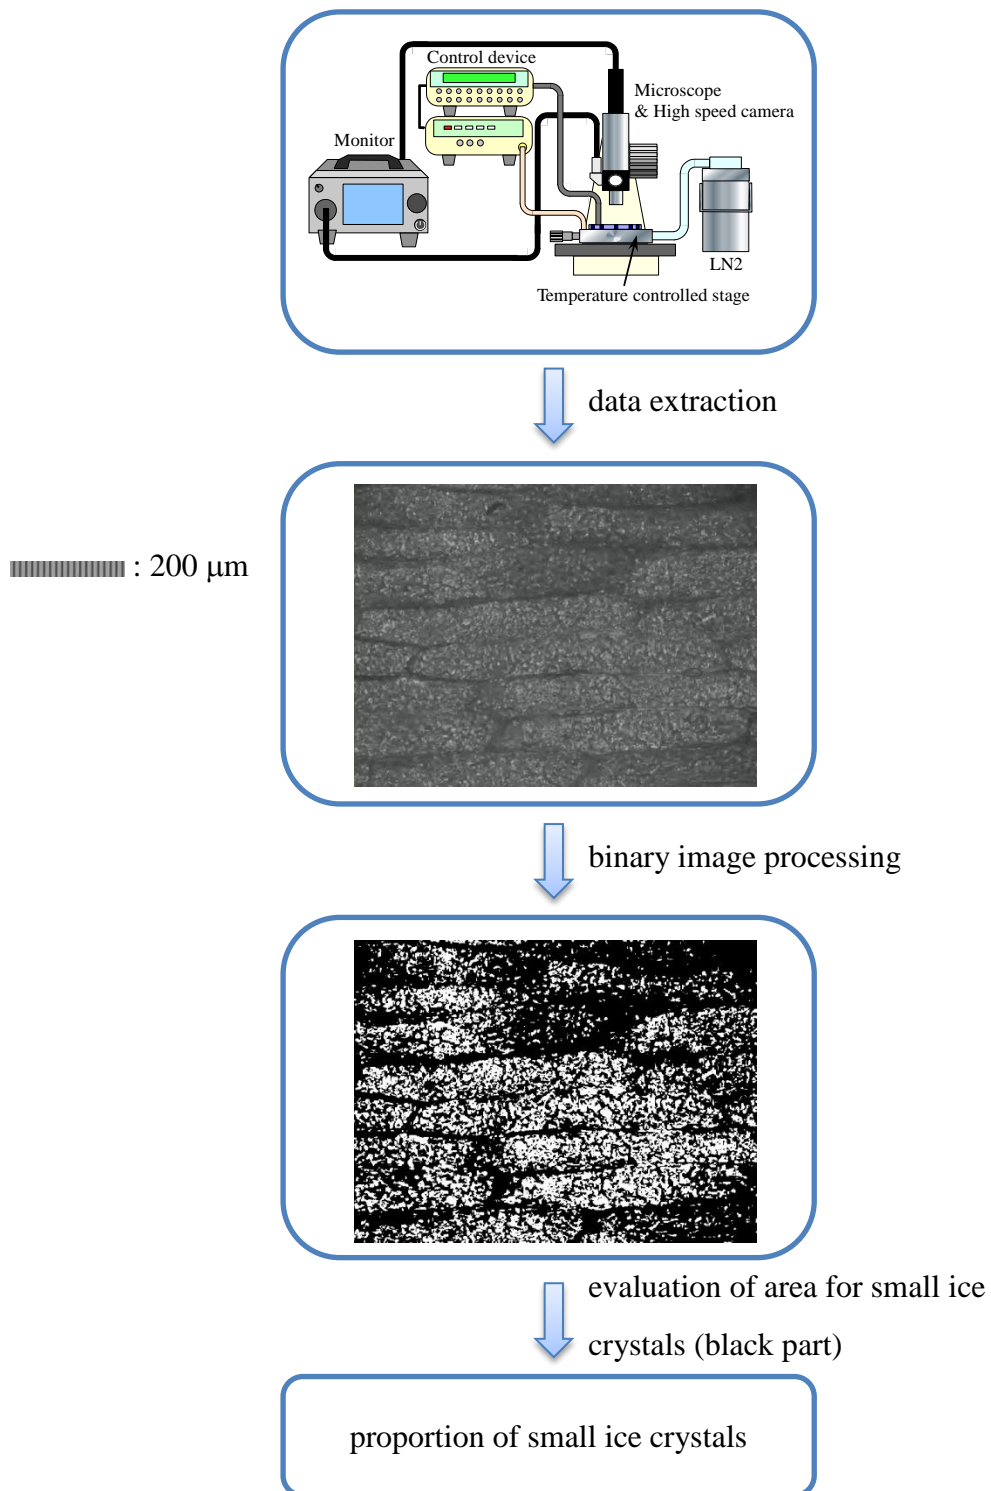 Control device
Microscope
& High speed camera
Monitor
LN2
Temperature controlled stage
data extraction
: 200 μm
binary image processing
evaluation of area for small ice
crystals (black part)
proportion of small ice crystals